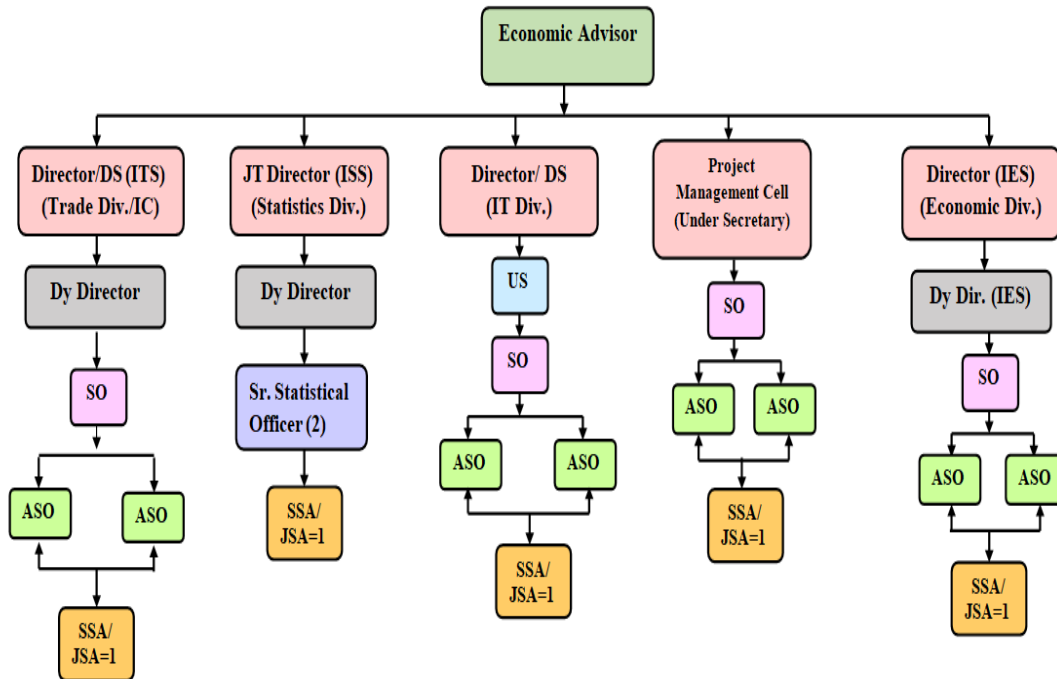 Economic Advisor
Director/DS (ITS)
(Trade Div./IC)
JT Director (ISS)
(Statistics Div.)
Director/ DS
(IT Div.)
Project
Management Cell
(Under Secretary)
Director (IES)
(Economic Div.)
Dy Director
Dy Director
US
SO
Dy Dir. (IES)
SO
Sr. Statistical
Officer (2)
SO
ASO
ASO
SO
ASO
ASO
SSA/
JSA=1
ASO
ASO
SSA/
JSA=1
ASO
ASO
SSA/
JSA=1
SSA/
JSA=1
SSA/
JSA=1